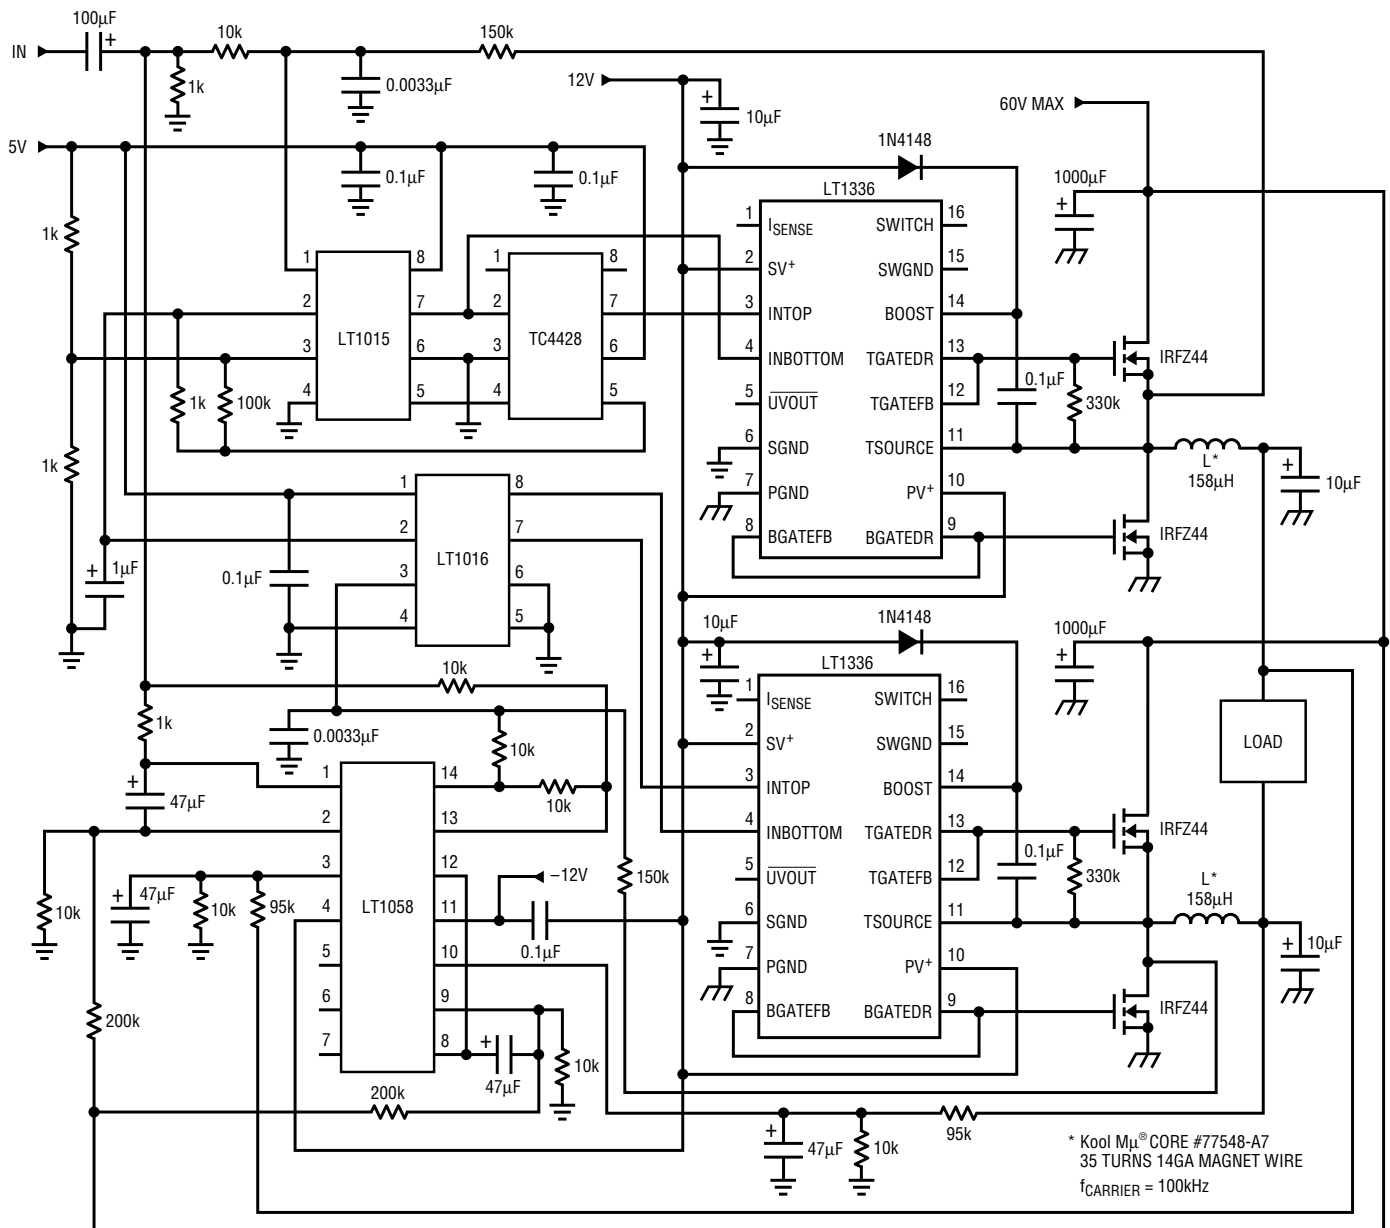 IN
100µF
+
10k
150k
1k
0.0033µF
12V
+
10µF
60V MAX
5V
0.1µF
0.1µF
1N4148
1000µF
+
LT1336
1 I_SENSE SWITCH 16
2 SV+ SWGND 15
3 INTOP BOOST 14
4 INBOTTOM TGATEDR 13
5 UVOUT TGATEFB 12
6 SGND TSOURCE 11
7 PGND PV+ 10
8 BGATEFB BGATEDR 9
1k
1 8
2 7
3 6
4 5
LT1015
1 8
2 7
3 6
4 5
TC4428
1k
100k
1k
0.1µF
330k
IRFZ44
L*
158µH
+
10µF
IRFZ44
1 8
2 7
3 6
4 5
LT1016
+
1µF
0.1µF
10µF
+
1N4148
1000µF
+
LT1336
1 I_SENSE SWITCH 16
2 SV+ SWGND 15
3 INTOP BOOST 14
4 INBOTTOM TGATEDR 13
5 UVOUT TGATEFB 12
6 SGND TSOURCE 11
7 PGND PV+ 10
8 BGATEFB BGATEDR 9
LOAD
10k
1k
0.0033µF
10k
10k
+
47µF
1 14
2 13
3 12
4 11
5 10
6 9
7 8
LT1058
10k
+
47µF
10k
95k
–12V
0.1µF
150k
0.1µF
330k
IRFZ44
L*
158µH
+
10µF
IRFZ44
200k
+
47µF
10k
200k
+
47µF
10k
95k
* Kool Mµ® CORE #77548-A7
35 TURNS 14GA MAGNET WIRE
fCARRIER = 100kHz